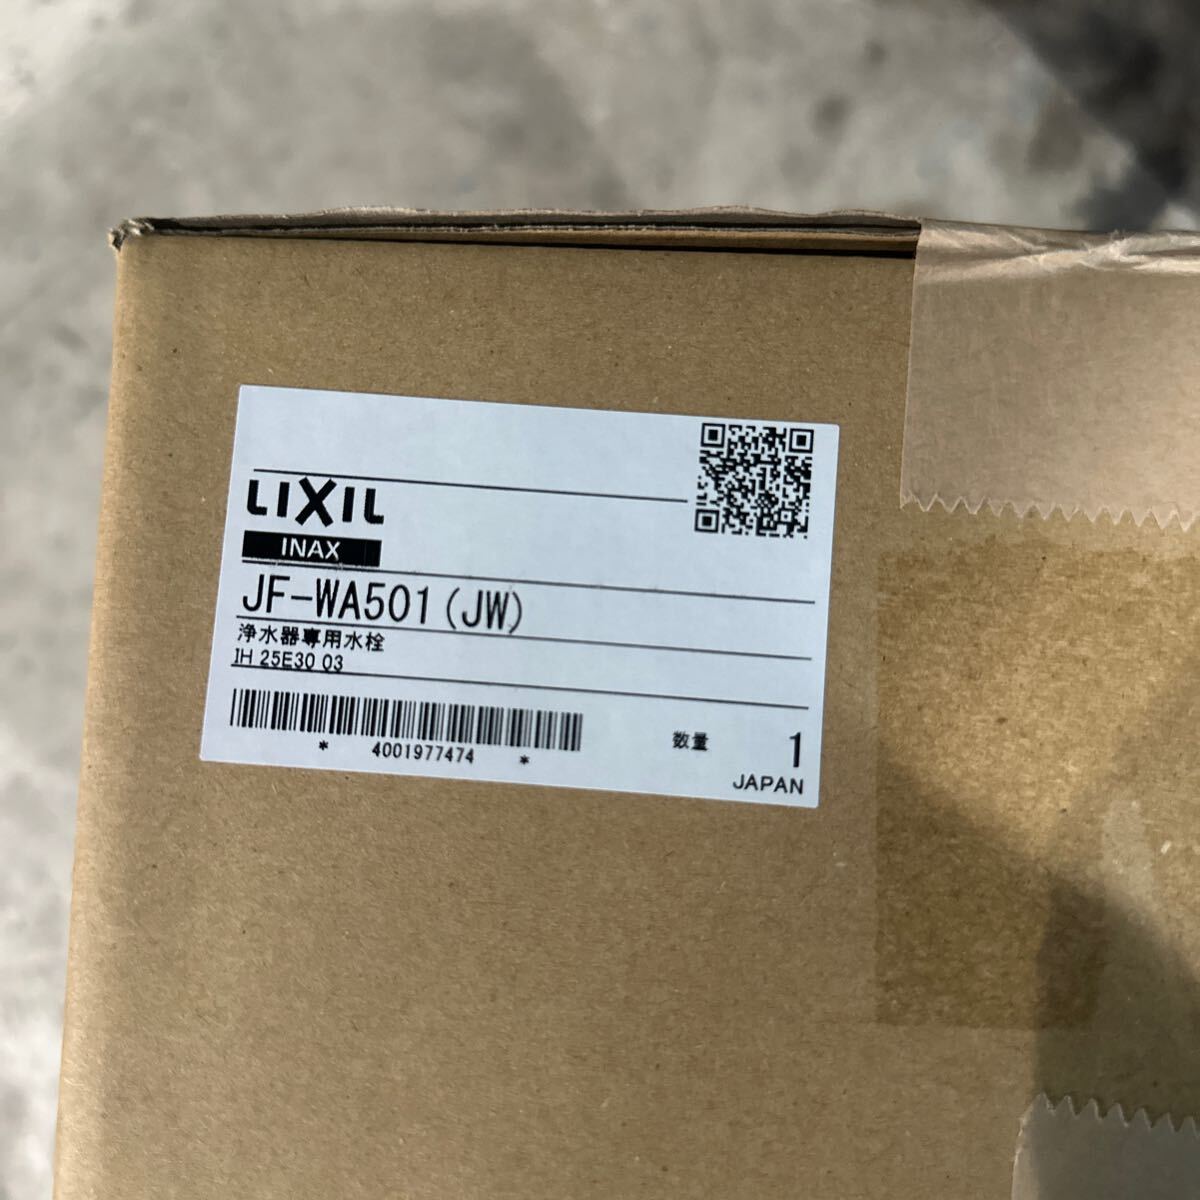 LIXIL
INAX
JF-WA501(JW)
浄水器専用水栓
IH 25E30 03
* 4001977474 *
数量 1
JAPAN